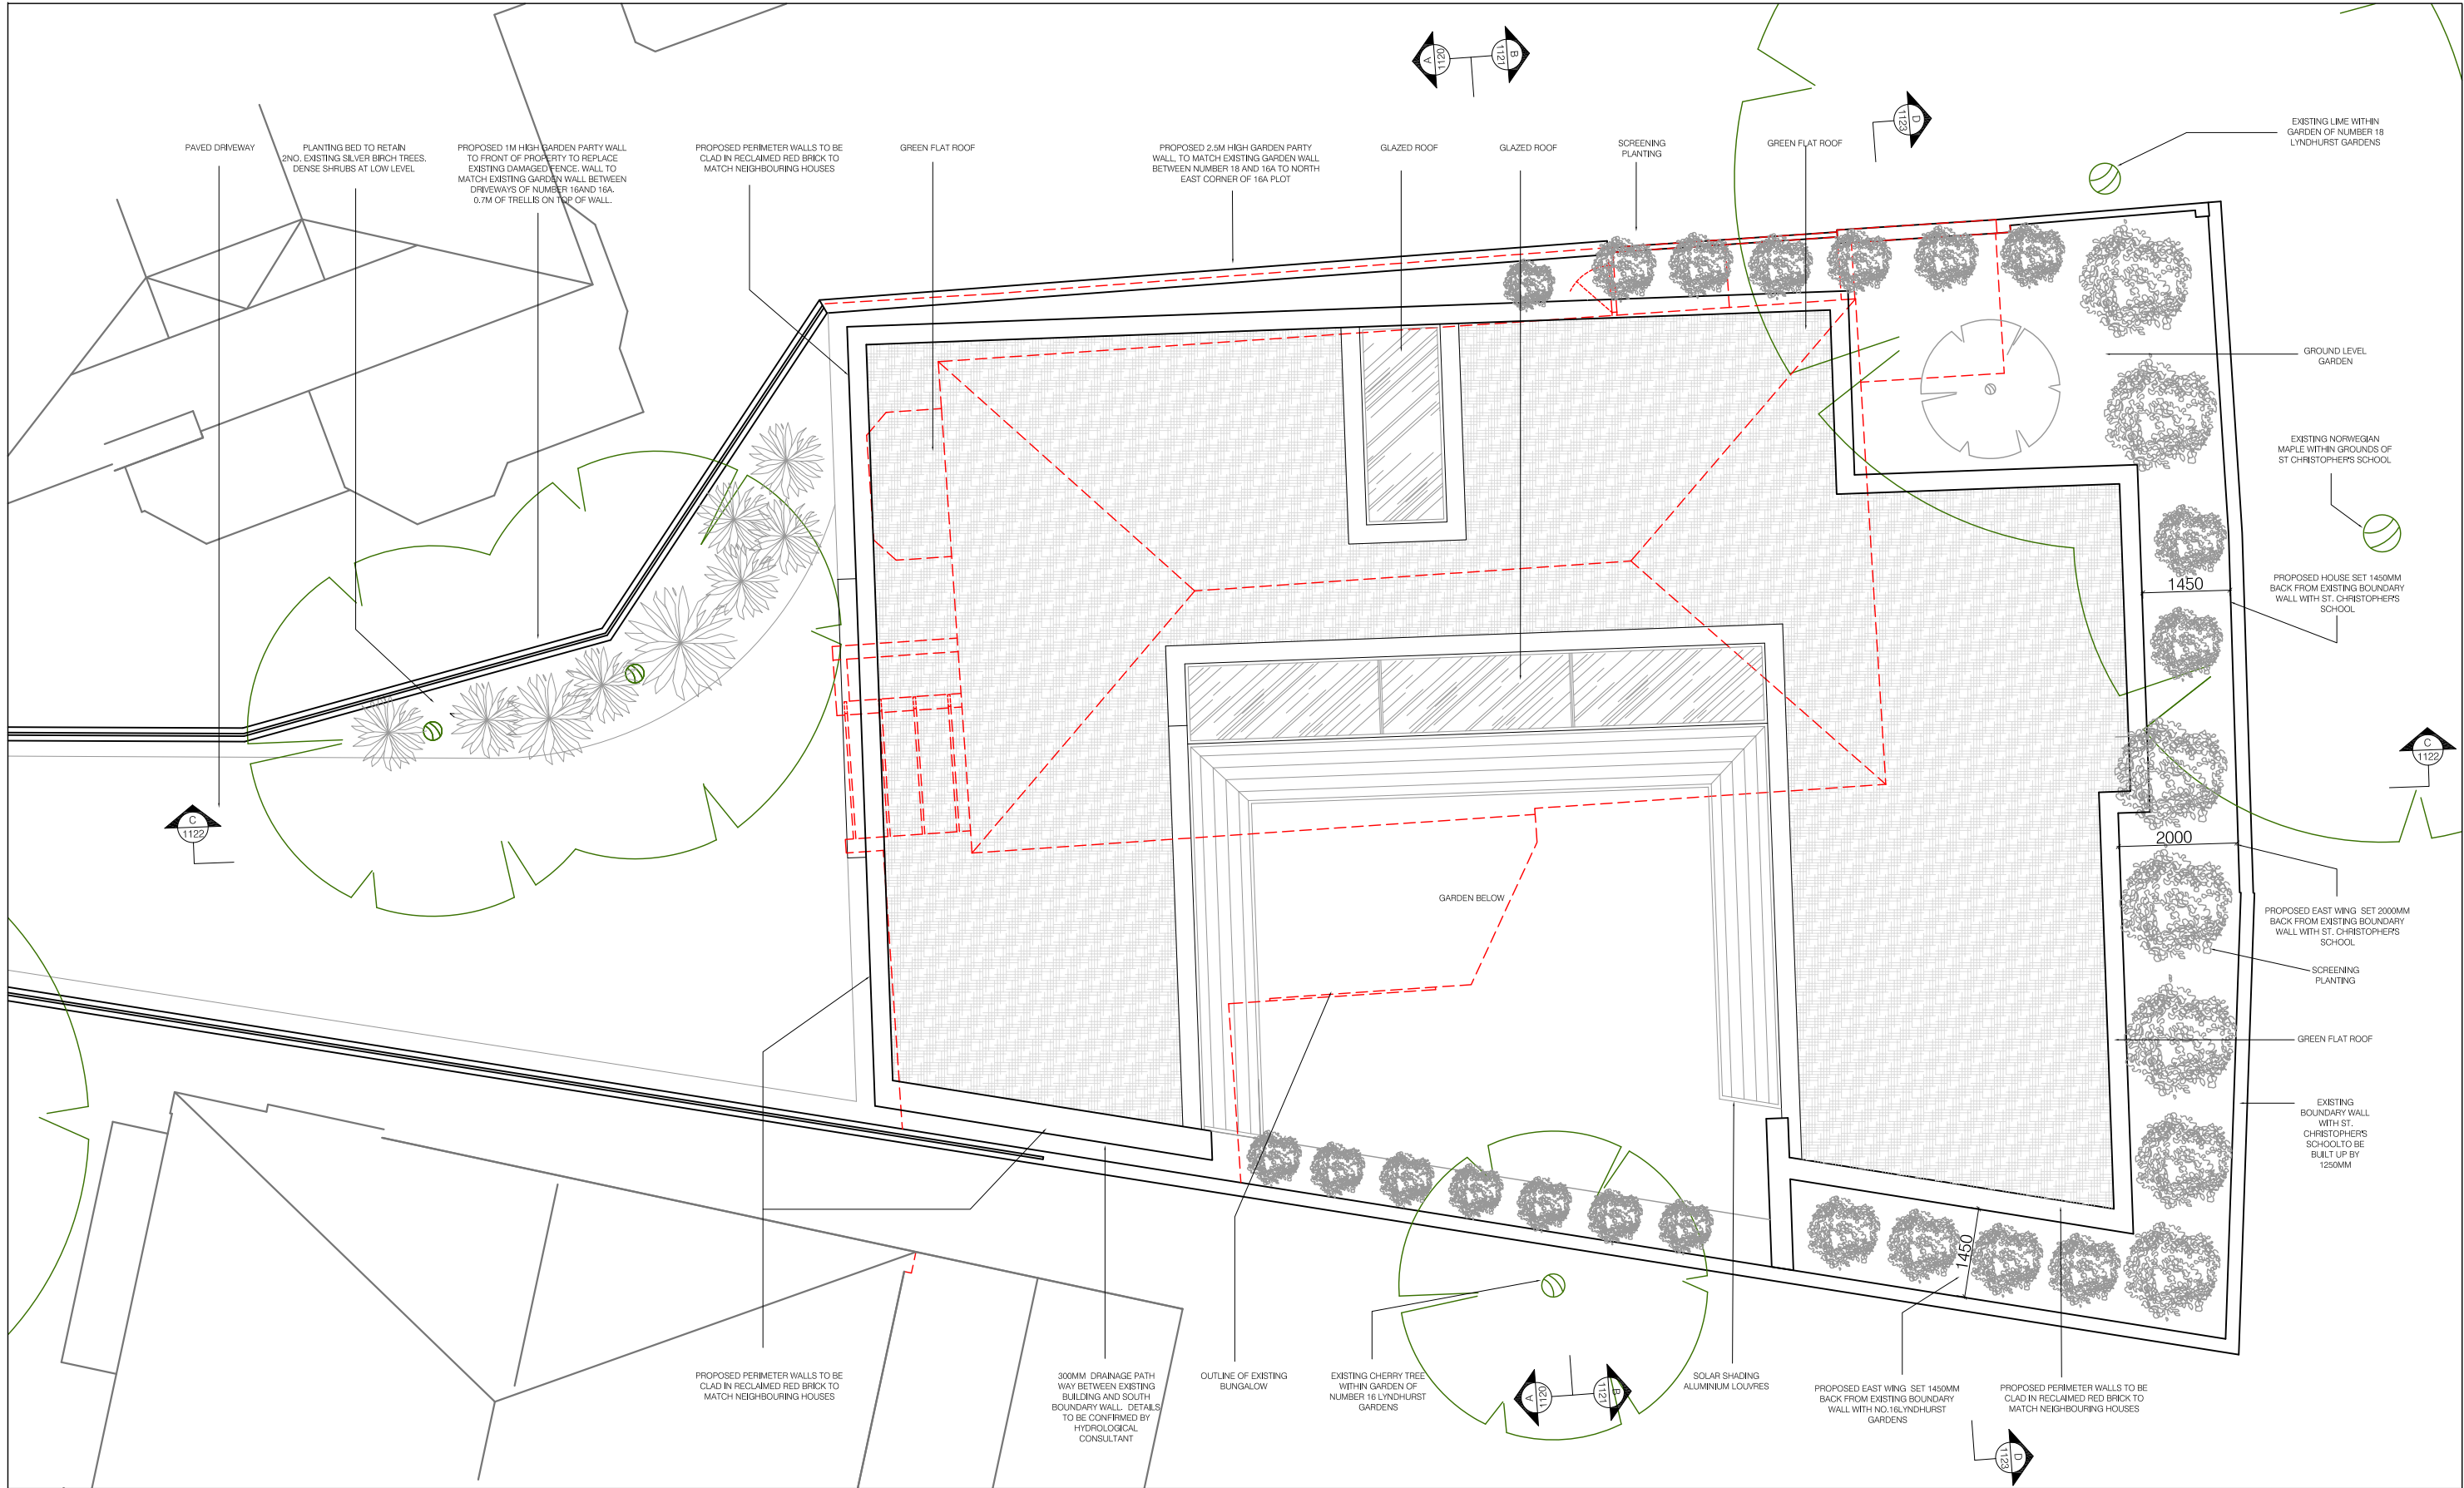 A
1120
B
1121
D
1123
PAVED DRIVEWAY
PLANTING BED TO RETAIN
2NO. EXISTING SILVER BIRCH TREES.
DENSE SHRUBS AT LOW LEVEL
PROPOSED 1M HIGH GARDEN PARTY WALL
TO FRONT OF PROPERTY TO REPLACE
EXISTING DAMAGED FENCE. WALL TO
MATCH EXISTING GARDEN WALL BETWEEN
DRIVEWAYS OF NUMBER 16AND 16A.
0.7M OF TRELLIS ON TOP OF WALL.
PROPOSED PERIMETER WALLS TO BE
CLAD IN RECLAIMED RED BRICK TO
MATCH NEIGHBOURING HOUSES
GREEN FLAT ROOF
PROPOSED 2.5M HIGH GARDEN PARTY
WALL, TO MATCH EXISTING GARDEN WALL
BETWEEN NUMBER 18 AND 16A TO NORTH
EAST CORNER OF 16A PLOT
GLAZED ROOF
GLAZED ROOF
SCREENING
PLANTING
GREEN FLAT ROOF
EXISTING LIME WITHIN
GARDEN OF NUMBER 18
LYNDHURST GARDENS
GROUND LEVEL
GARDEN
EXISTING NORWEGIAN
MAPLE WITHIN GROUNDS OF
ST CHRISTOPHER'S SCHOOL
1450
PROPOSED HOUSE SET 1450MM
BACK FROM EXISTING BOUNDARY
WALL WITH ST. CHRISTOPHER'S
SCHOOL
C
1122
C
1122
2000
GARDEN BELOW
PROPOSED EAST WING SET 2000MM
BACK FROM EXISTING BOUNDARY
WALL WITH ST. CHRISTOPHER'S
SCHOOL
SCREENING
PLANTING
GREEN FLAT ROOF
EXISTING
BOUNDARY WALL
WITH ST.
CHRISTOPHER'S
SCHOOLTO BE
BUILT UP BY
1250MM
1450
PROPOSED PERIMETER WALLS TO BE
CLAD IN RECLAIMED RED BRICK TO
MATCH NEIGHBOURING HOUSES
300MM DRAINAGE PATH
WAY BETWEEN EXISTING
BUILDING AND SOUTH
BOUNDARY WALL. DETAILS
TO BE CONFIRMED BY
HYDROLOGICAL
CONSULTANT
OUTLINE OF EXISTING
BUNGALOW
EXISTING CHERRY TREE
WITHIN GARDEN OF
NUMBER 16 LYNDHURST
GARDENS
A
1120
B
1121
SOLAR SHADING
ALUMINIUM LOUVRES
PROPOSED EAST WING SET 1450MM
BACK FROM EXISTING BOUNDARY
WALL WITH NO.16LYNDHURST
GARDENS
PROPOSED PERIMETER WALLS TO BE
CLAD IN RECLAIMED RED BRICK TO
MATCH NEIGHBOURING HOUSES
D
1123